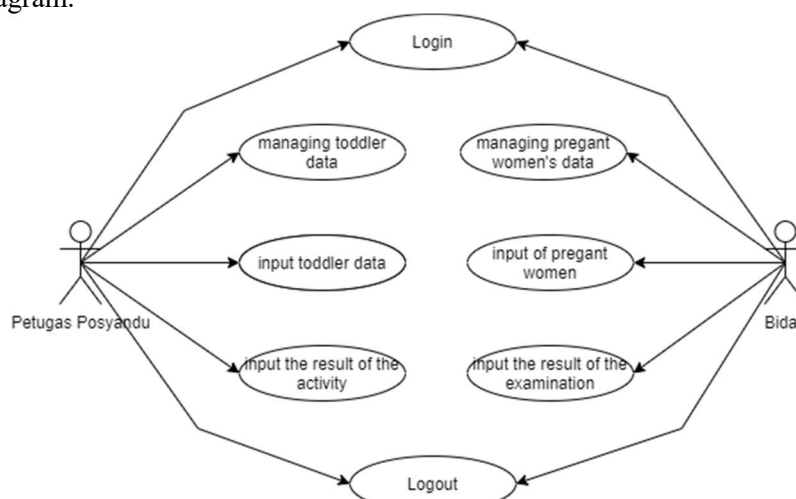 Login
managing toddler
data
managing pregant
women's data
input toddler data
input of pregant
women
Petugas Posyandu
input the result of the
activity
input the result of the
examination
Logout